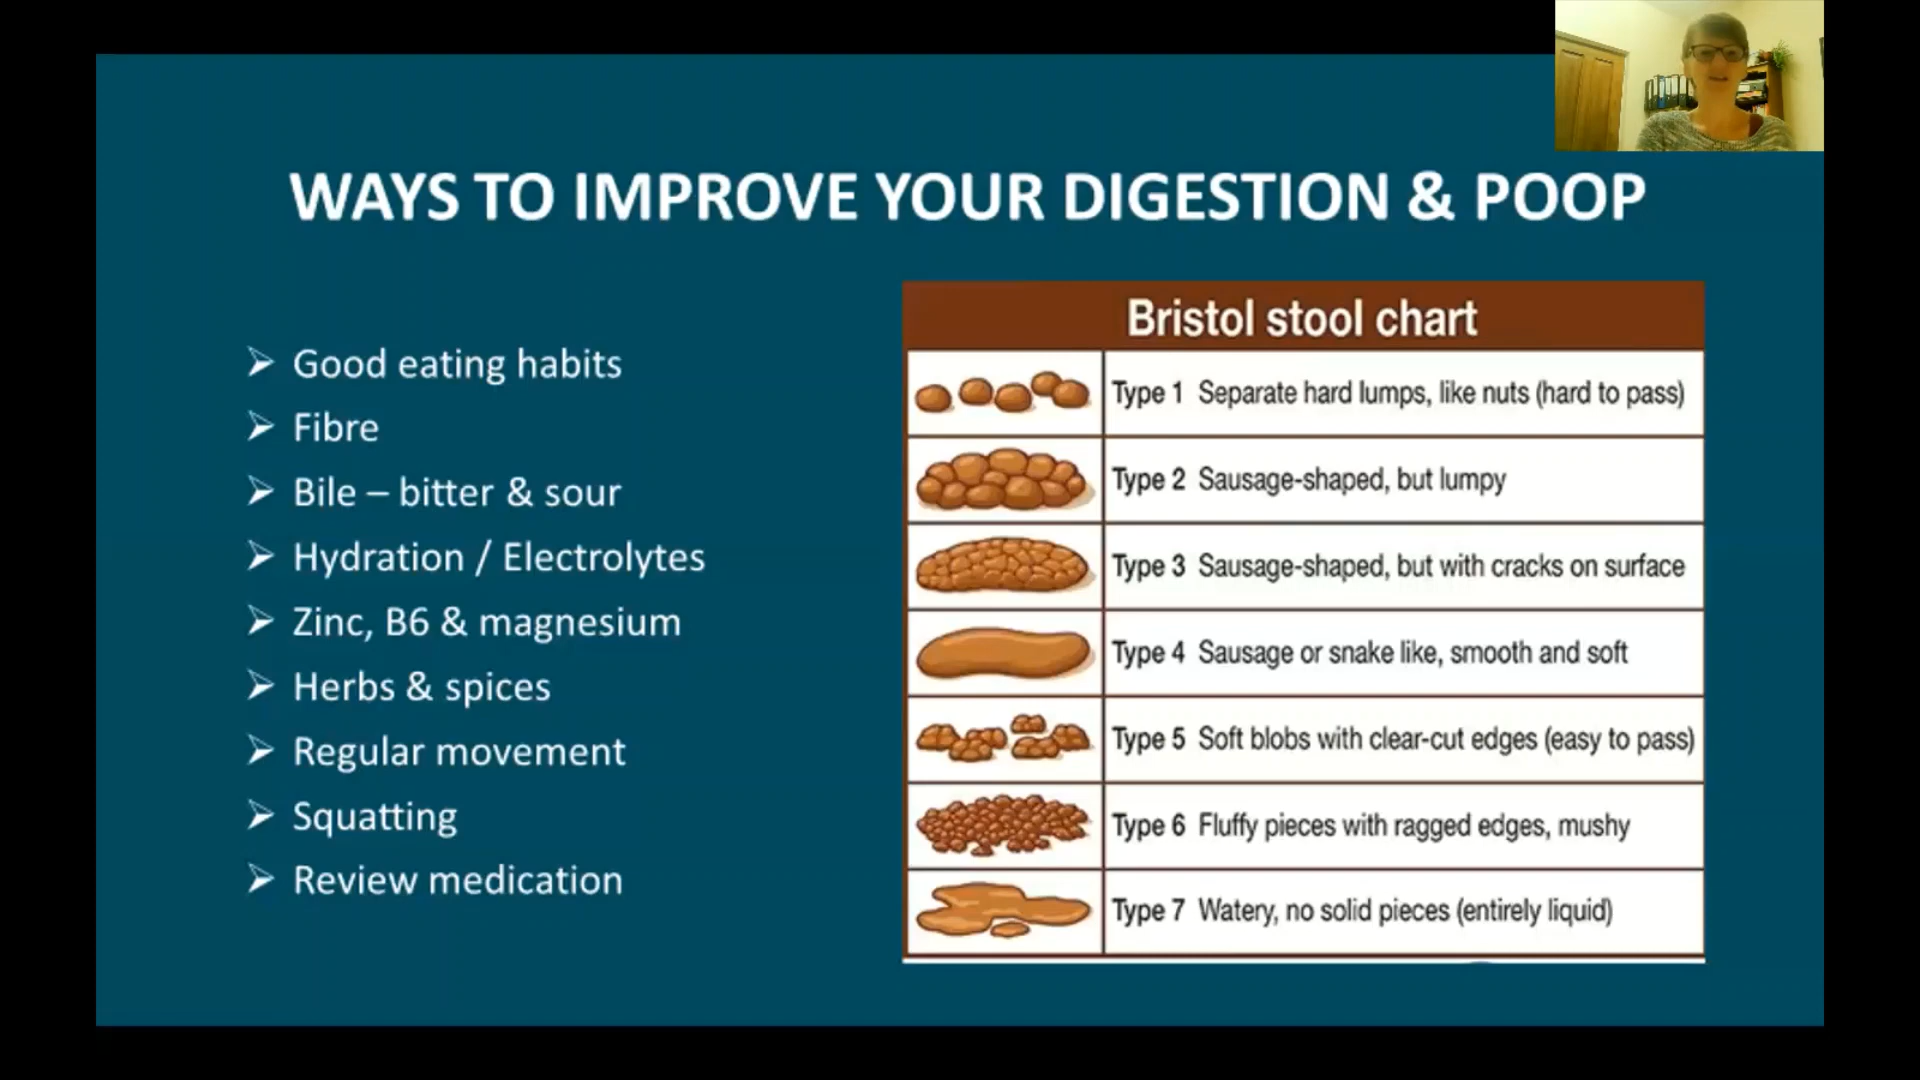 WAYS TO IMPROVE YOUR DIGESTION & POOP
➢ Good eating habits
➢ Fibre
➢ Bile – bitter & sour
➢ Hydration / Electrolytes
➢ Zinc, B6 & magnesium
➢ Herbs & spices
➢ Regular movement
➢ Squatting
➢ Review medication
Bristol stool chart
Type 1 Separate hard lumps, like nuts (hard to pass)
Type 2 Sausage-shaped, but lumpy
Type 3 Sausage-shaped, but with cracks on surface
Type 4 Sausage or snake like, smooth and soft
Type 5 Soft blobs with clear-cut edges (easy to pass)
Type 6 Fluffy pieces with ragged edges, mushy
Type 7 Watery, no solid pieces (entirely liquid)